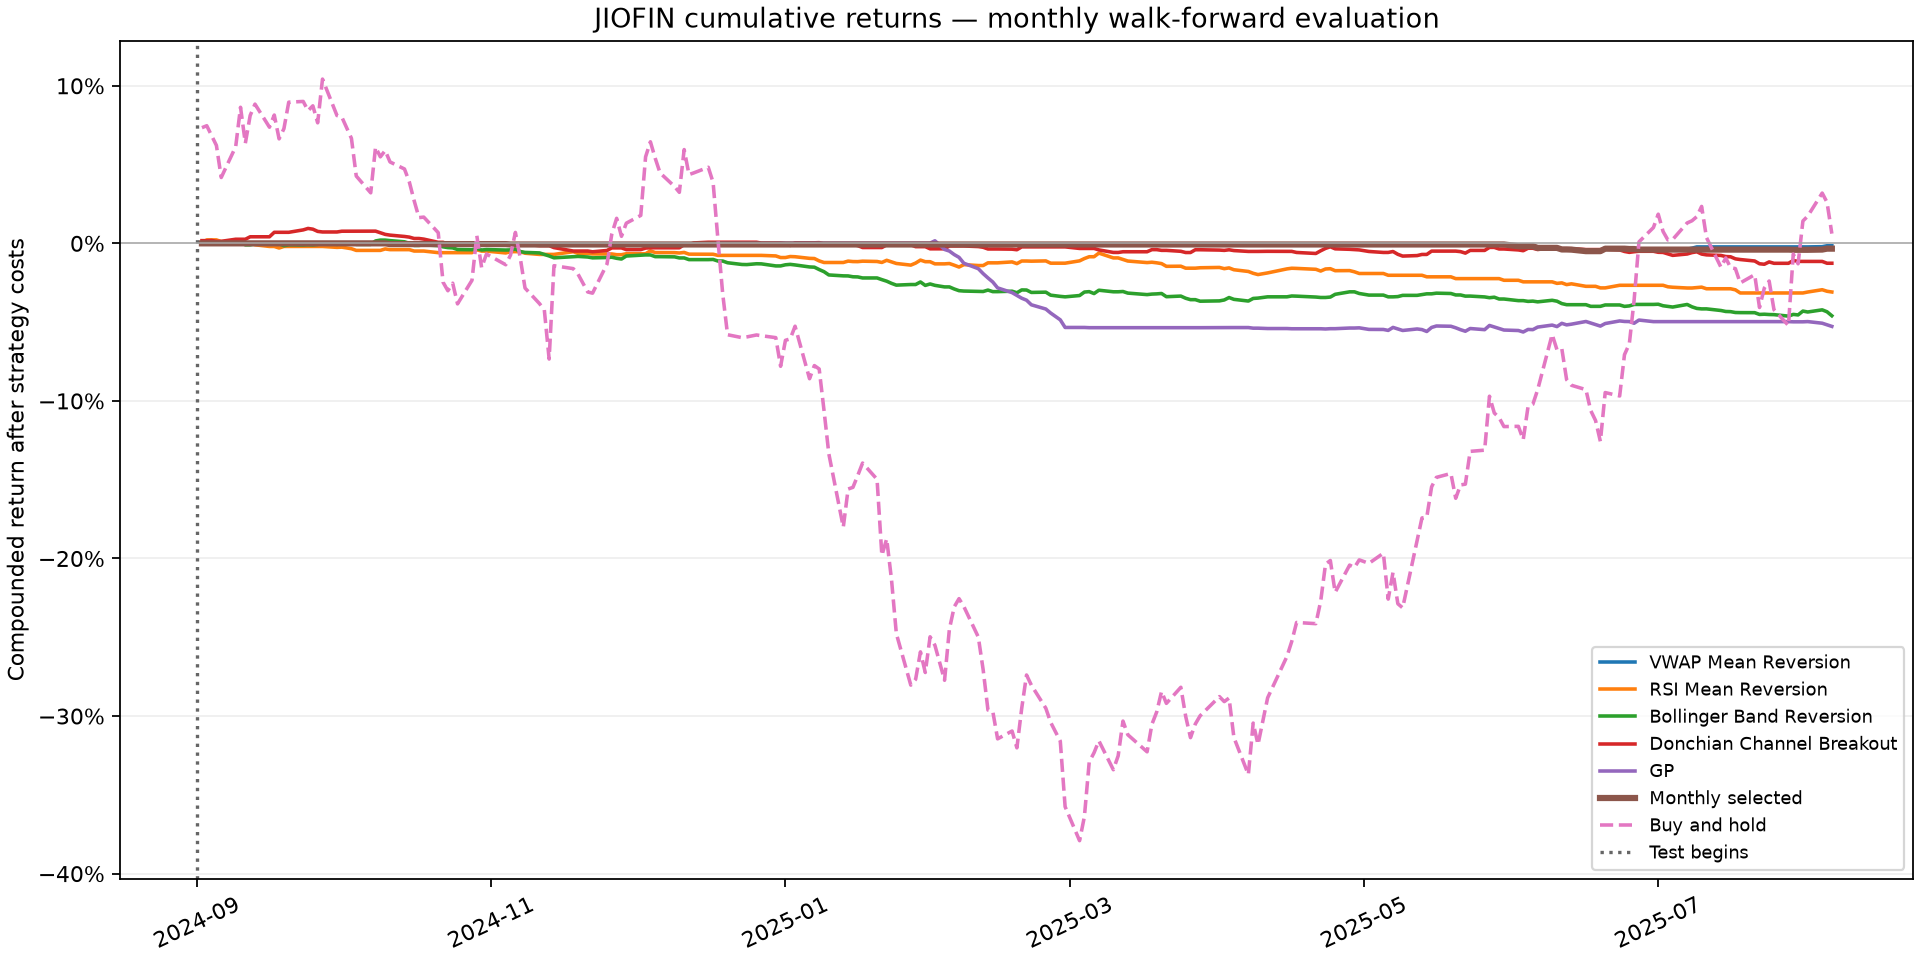 JIOFIN cumulative returns — monthly walk-forward evaluation
Compounded return after strategy costs
10%
0%
−10%
−20%
−30%
−40%
2024-09
2024-11
2025-01
2025-03
2025-05
2025-07
VWAP Mean Reversion
RSI Mean Reversion
Bollinger Band Reversion
Donchian Channel Breakout
GP
Monthly selected
Buy and hold
Test begins